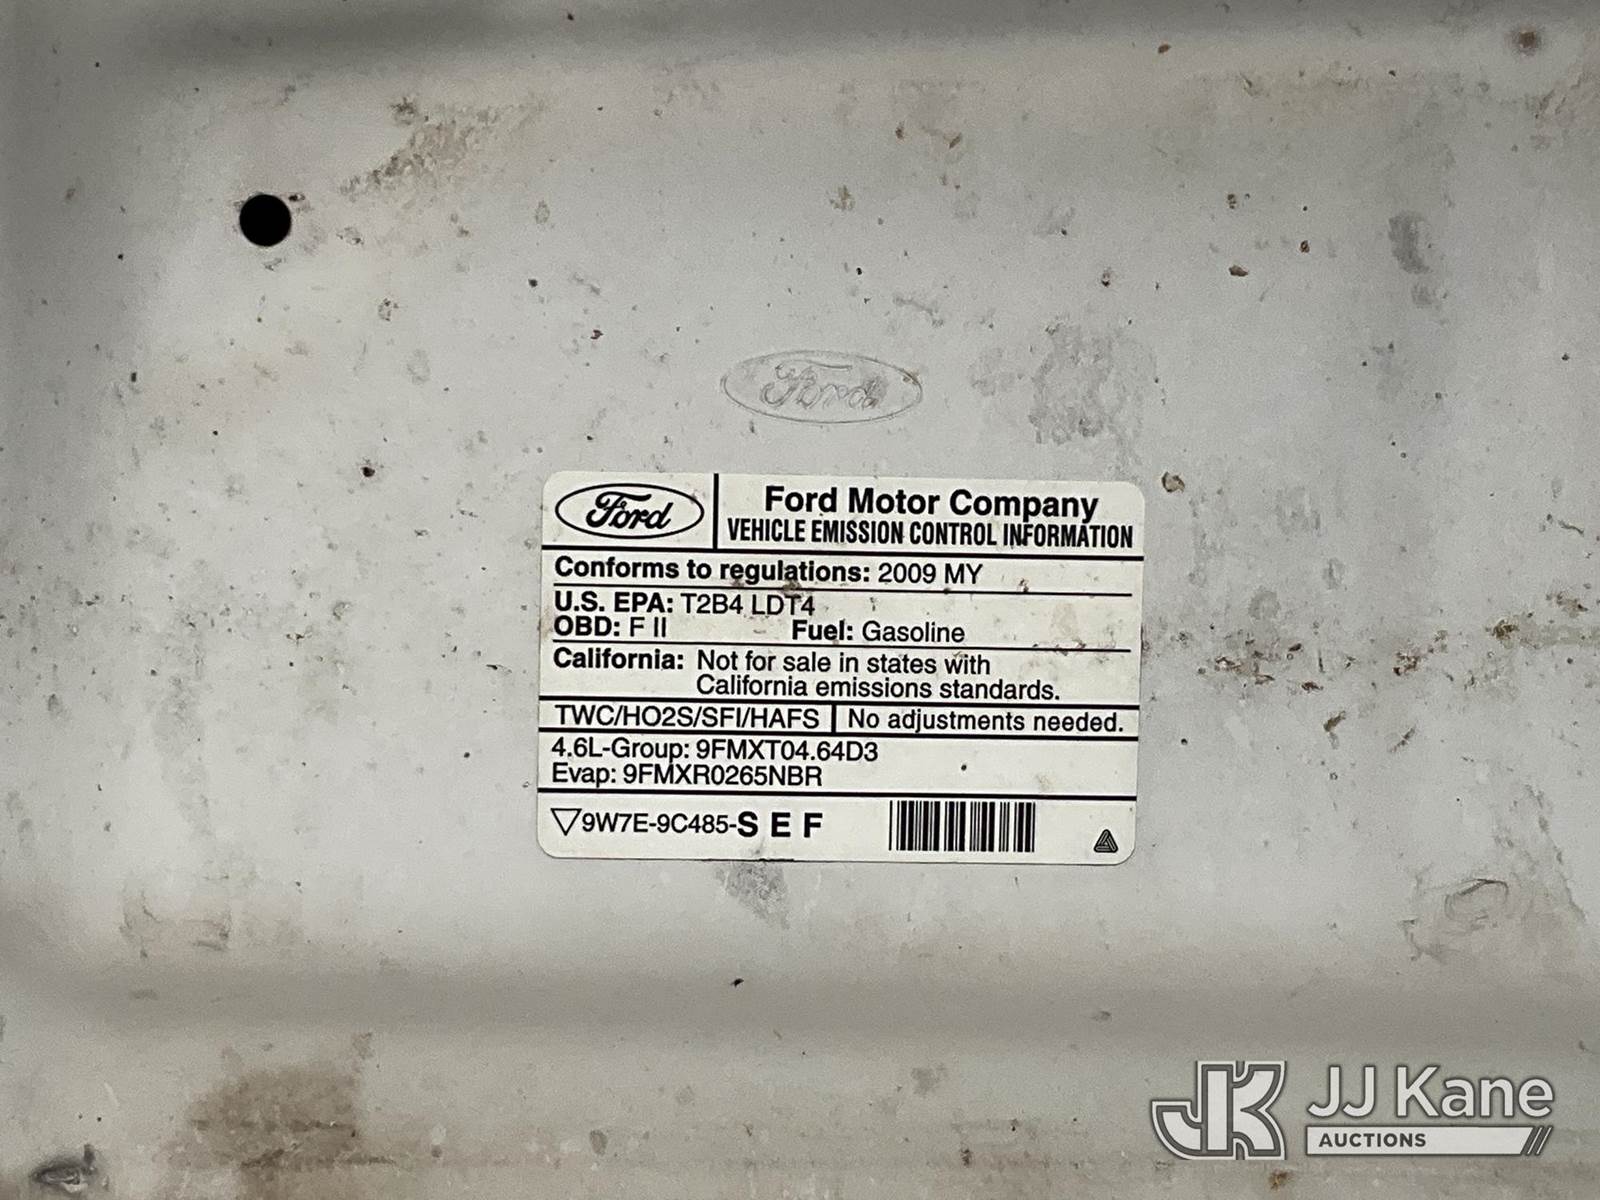 Ford
Ford Ford Motor Company
VEHICLE EMISSION CONTROL INFORMATION
Conforms to regulations: 2009 MY
U.S. EPA: T2B4 LDT4
OBD: F II Fuel: Gasoline
California: Not for sale in states with
California emissions standards.
TWC/HO2S/SFI/HAFS No adjustments needed.
4.6L-Group: 9FMXT04.64D3
Evap: 9FMXR0265NBR
9W7E-9C485-S E F
JK JJ Kane
AUCTIONS